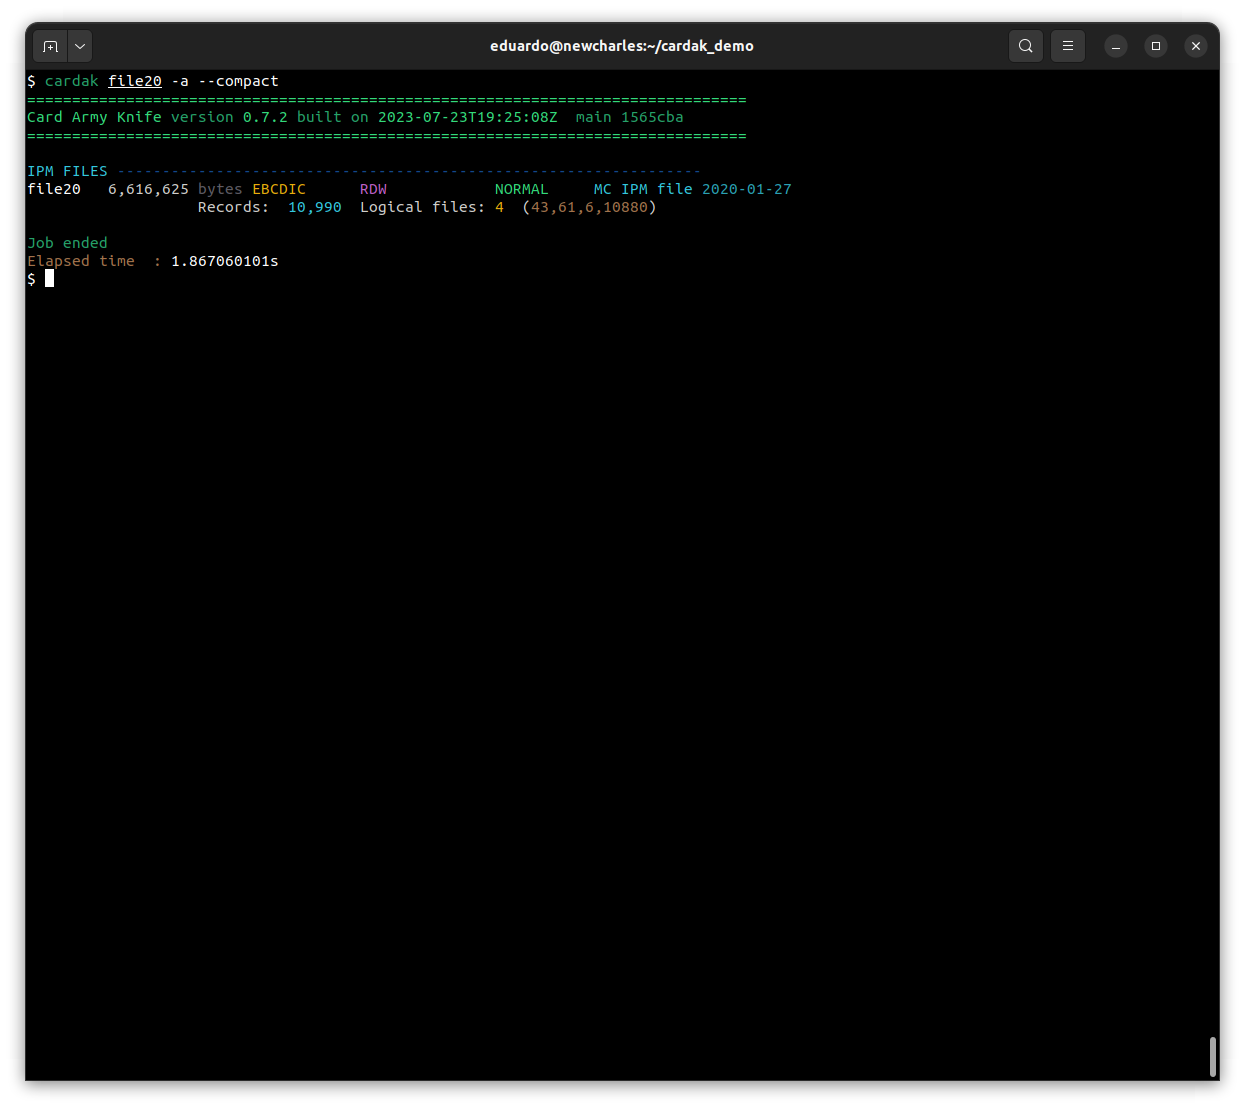 eduardo@newcharles:~/cardak_demo
$ cardak file20 -a --compact
================================================================================
Card Army Knife version 0.7.2 built on 2023-07-23T19:25:08Z  main 1565cba
================================================================================
IPM FILES -----------------------------------------------------------------
file20   6,616,625 bytes EBCDIC      RDW            NORMAL     MC IPM file 2020-01-27
Records:  10,990  Logical files: 4  (43,61,6,10880)
Job ended
Elapsed time  : 1.867060101s
$